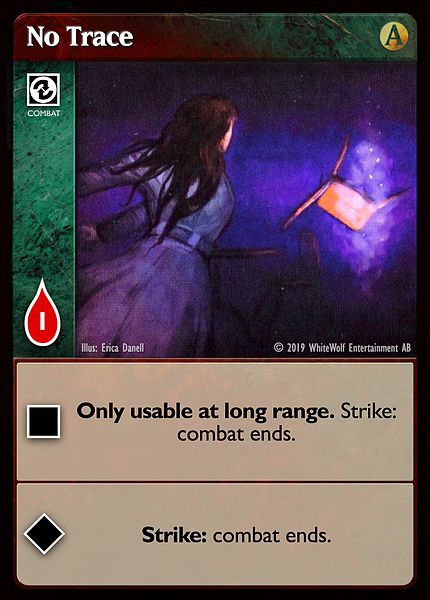 No Trace
A
COMBAT
1
Illus: Erica Danell
© 2019 WhiteWolf Entertainment AB
Only usable at long range. Strike:
combat ends.
Strike: combat ends.